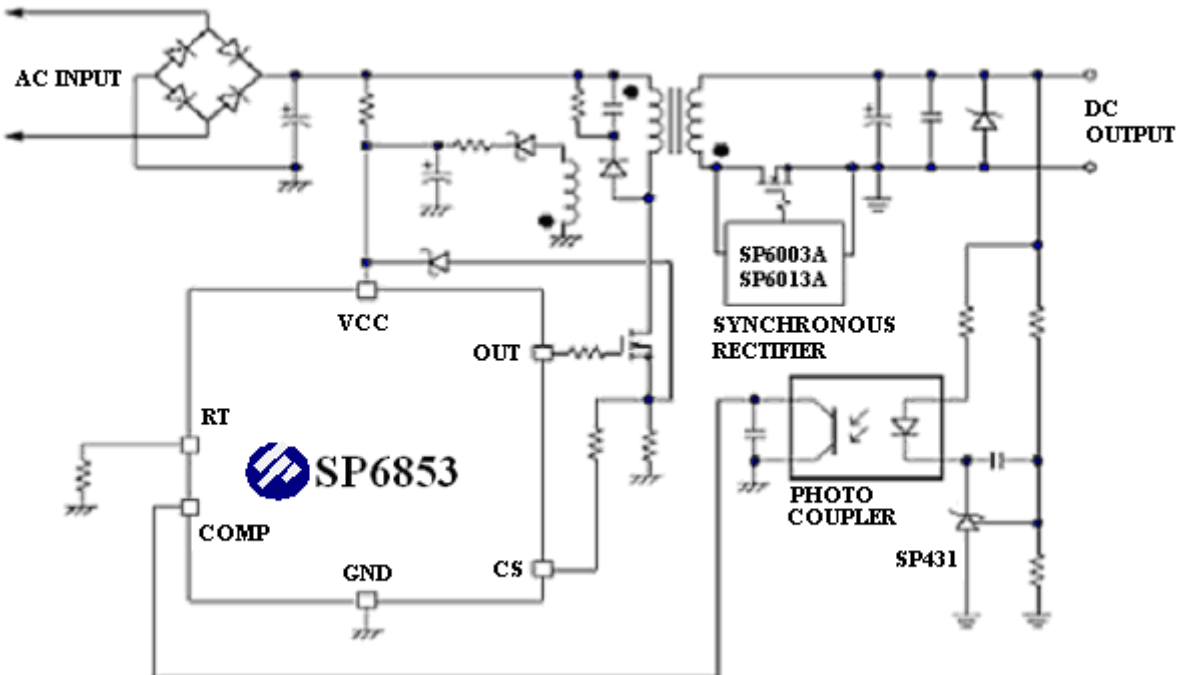 AC INPUT
DC
OUTPUT
SP6003A
SP6013A
SYNCHRONOUS
RECTIFIER
VCC
OUT
RT
SP6853
COMP
GND
CS
PHOTO
COUPLER
SP431